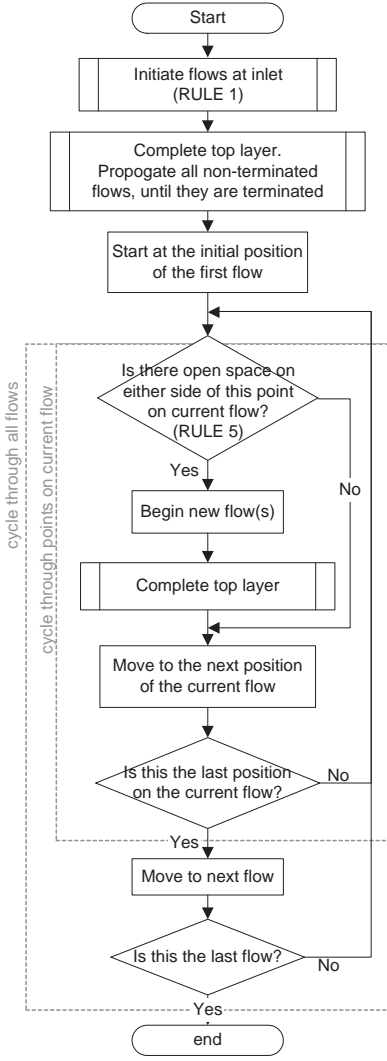 Start
Initiate flows at inlet
(RULE 1)
Complete top layer.
Propogate all non-terminated
flows, until they are terminated
Start at the initial position
of the first flow
cycle through all flows
cycle through points on current flow
Is there open space on
either side of this point
on current flow?
(RULE 5)
Yes
No
Begin new flow(s)
Complete top layer
Move to the next position
of the current flow
Is this the last position
on the current flow?
No
Yes
Move to next flow
Is this the last flow?
No
Yes
end